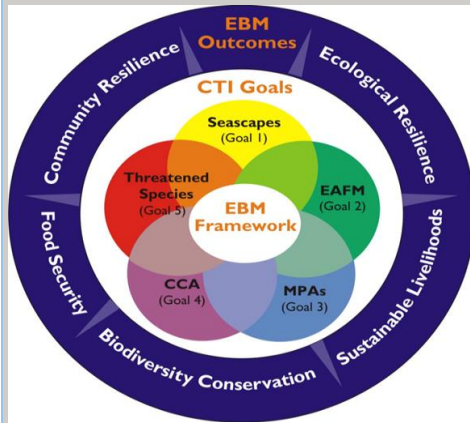 EBM
Outcomes
Community Resilience
Ecological Resilience
CTI Goals
Seascapes
(Goal 1)
Threatened
Species
(Goal 5)
EAFM
(Goal 2)
EBM
Framework
CCA
(Goal 4)
MPAs
(Goal 3)
Food Security
Sustainable Livelihoods
Biodiversity Conservation